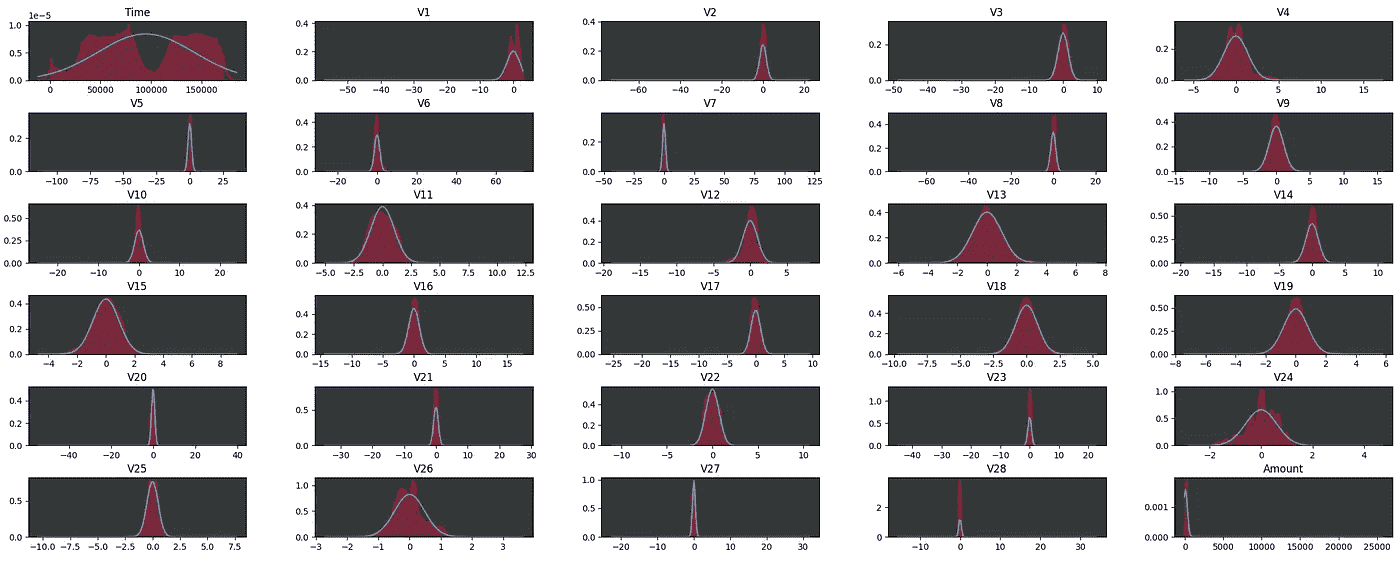 Time V1 V2 V3 V4
1e−5
1.0 0.5 0.0 0.4 0.2 0.0 0.4 0.2 0.0 0.2 0.0 0.2 0.0
0 50000 100000 150000 −50 −40 −30 −20 −10 0 −60 −40 −20 0 20 −50 −40 −30 −20 −10 0 10 −5 0 5 10 15
V5 V6 V7 V8 V9
0.2 0.0 0.4 0.2 0.0 0.2 0.0 0.4 0.2 0.0 0.4 0.2 0.0
−100 −75 −50 −25 0 25 −20 0 20 40 60 −50 −25 0 25 50 75 100 125 −60 −40 −20 0 20 −15 −10 −5 0 5 10 15
V10 V11 V12 V13 V14
0.50 0.25 0.00 0.4 0.2 0.0 0.4 0.2 0.0 0.4 0.2 0.0 0.50 0.25 0.00
−20 −10 0 10 20 −5.0 −2.5 0.0 2.5 5.0 7.5 10.0 12.5 −20 −15 −10 −5 0 5 −6 −4 −2 0 2 4 6 8 −20 −15 −10 −5 0 5 10
V15 V16 V17 V18 V19
0.4 0.2 0.0 0.4 0.2 0.0 0.50 0.25 0.00 0.4 0.2 0.0 0.50 0.25 0.00
−4 −2 0 2 4 6 8 −15 −10 −5 0 5 10 15 −25 −20 −15 −10 −5 0 5 10 −10.0 −7.5 −5.0 −2.5 0.0 2.5 5.0 −8 −6 −4 −2 0 2 4 6
V20 V21 V22 V23 V24
0.4 0.2 0.0 0.5 0.0 0.4 0.2 0.0 1.0 0.5 0.0 1.0 0.5 0.0
−40 −20 0 20 40 −30 −20 −10 0 10 20 30 −10 −5 0 5 10 −40 −30 −20 −10 0 10 20 −2 0 2 4
V25 V26 V27 V28 Amount
0.5 0.0 1.0 0.5 0.0 1.0 0.5 0.0 2 0 0.001 0.000
−10.0 −7.5 −5.0 −2.5 0.0 2.5 5.0 7.5 −3 −2 −1 0 1 2 3 −20 −10 0 10 20 30 −10 0 10 20 30 0 5000 10000 15000 20000 25000